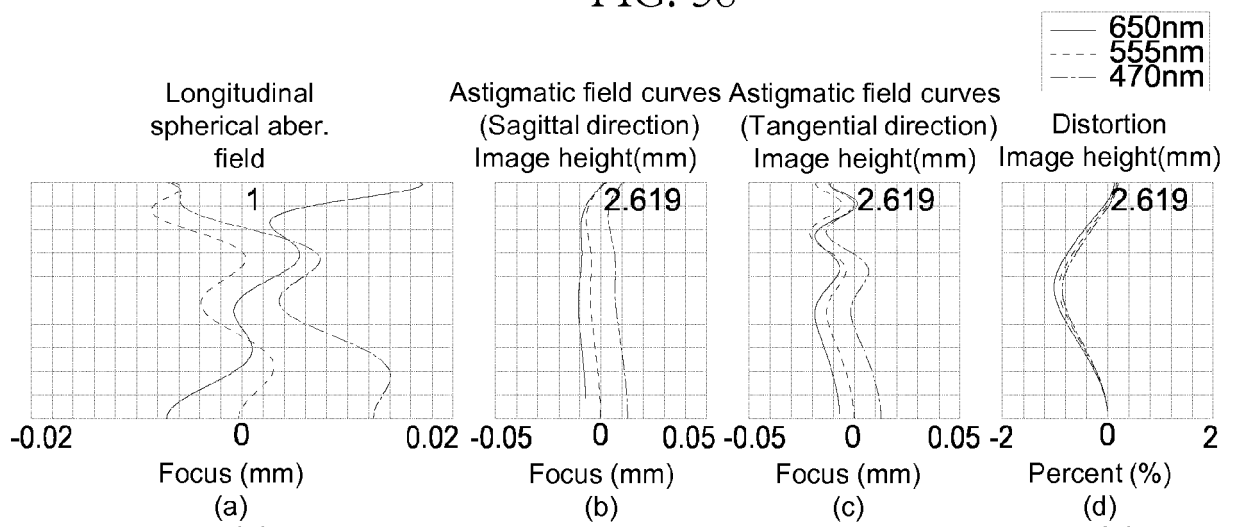 FIG. 30
650nm
555nm
470nm
Longitudinal
spherical aber.
field
Astigmatic field curves
(Sagittal direction)
Image height(mm)
Astigmatic field curves
(Tangential direction)
Image height(mm)
Distortion
Image height(mm)
1
2.619
2.619
2.619
-0.02 0 0.02
-0.05 0 0.05
-0.05 0 0.05
-2 0 2
Focus (mm)
Focus (mm)
Focus (mm)
Percent (%)
(a)
(b)
(c)
(d)